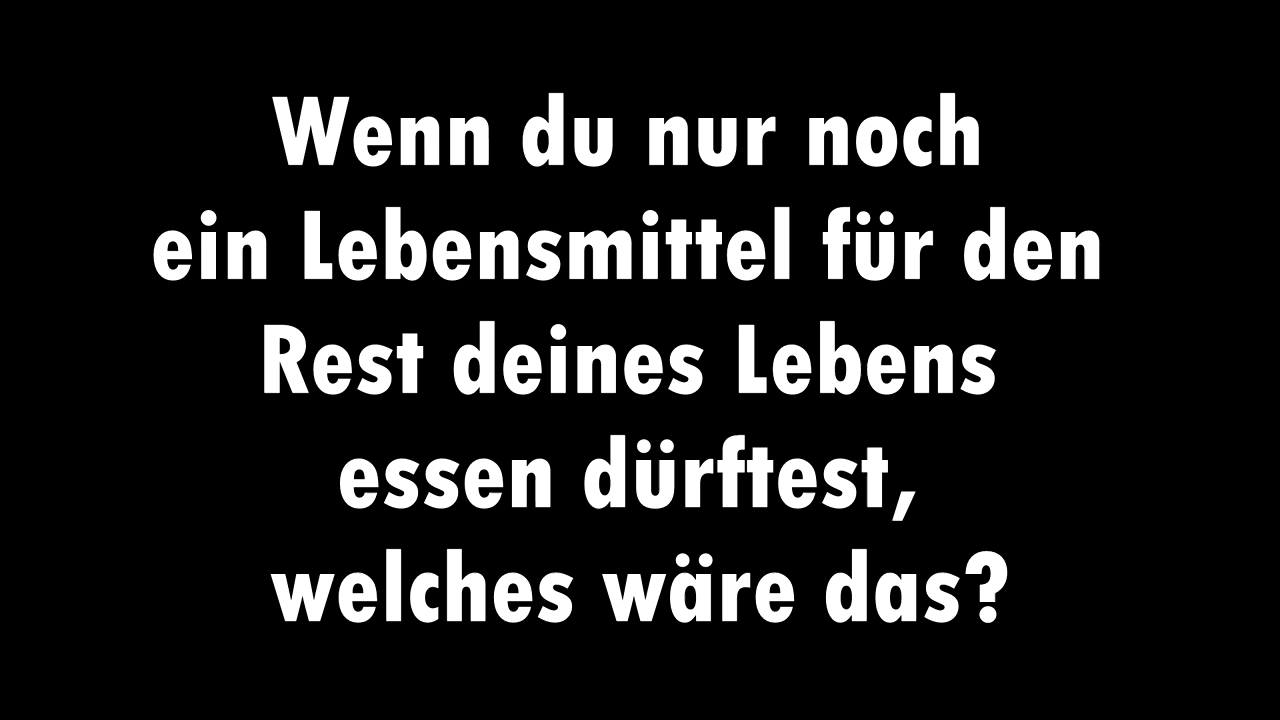 Wenn du nur noch
ein Lebensmittel für den
Rest deines Lebens
essen dürftest,
welches wäre das?